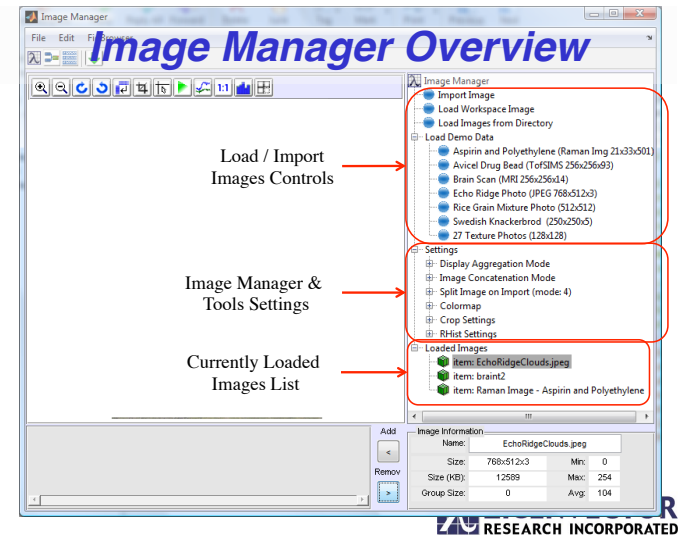 Image Manager
File Edit
Image Manager Overview
1:1
Image Manager
Import Image
Load Workspace Image
Load Images from Directory
Load Demo Data
Aspirin and Polyethylene (Raman Img 21x33x501)
Avicel Drug Bead (TofSIMS 256x256x93)
Brain Scan (MRI 256x256x14)
Echo Ridge Photo (JPEG 768x512x3)
Rice Grain Mixture Photo (512x512)
Swedish Knackerbrod (250x250x5)
27 Texture Photos (128x128)
Load / Import
Images Controls
Settings
Display Aggregation Mode
Image Concatenation Mode
Split Image on Import (mode: 4)
Colormap
Crop Settings
RHist Settings
Image Manager &
Tools Settings
Loaded Images
item: EchoRidgeClouds.jpeg
item: braint2
item: Raman Image - Aspirin and Polyethylene
Currently Loaded
Images List
Add
<
Remov
>
Image Information
Name: EchoRidgeClouds.jpeg
Size: 768x512x3 Min: 0
Size (KB): 12589 Max: 254
Group Size: 0 Avg: 104
RESEARCH INCORPORATED